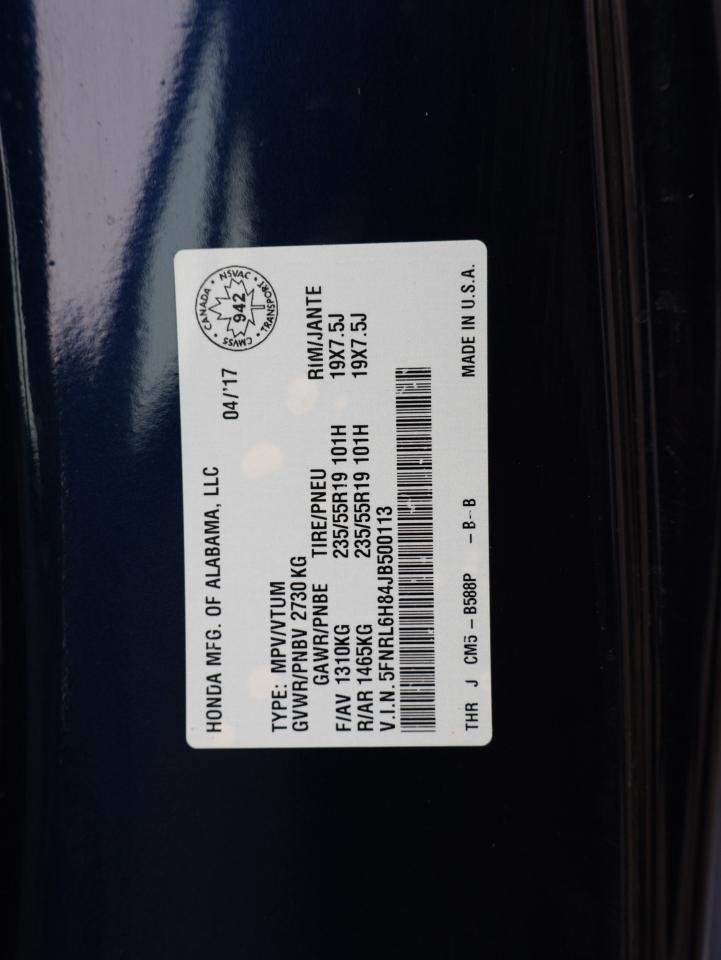 HONDA MFG. OF ALABAMA, LLC 04/'17
CANADA • NSVAC • TRANSPORT • CMVSS •
942
TYPE: MPV/VTUM
GVWR/PNBV 2730KG
GAWR/PNBE TIRE/PNEU RIM/JANTE
F/AV 1310KG 235/55R19 101H 19X7.5J
R/AR 1465KG 235/55R19 101H 19X7.5J
V.I.N. 5FNRL6H84JB500113
THR J CM5 - B588P - B-B MADE IN U.S.A.